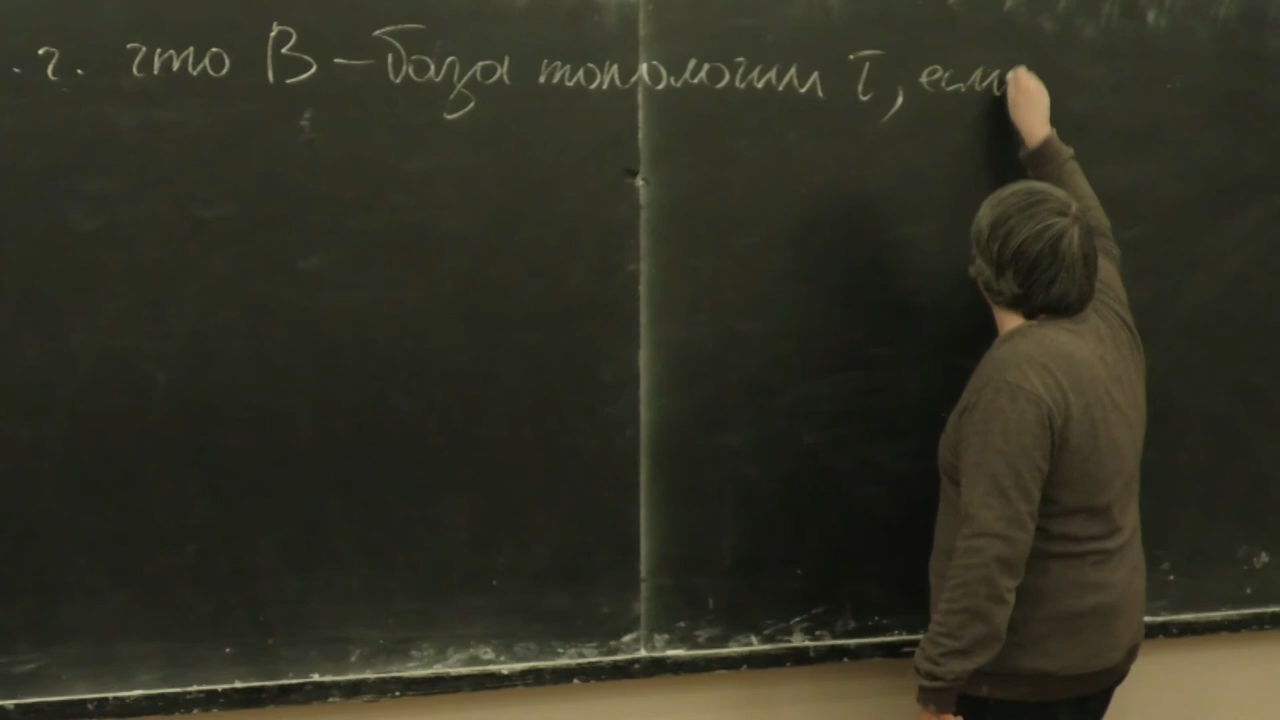 .г. что B – база топологии τ, если